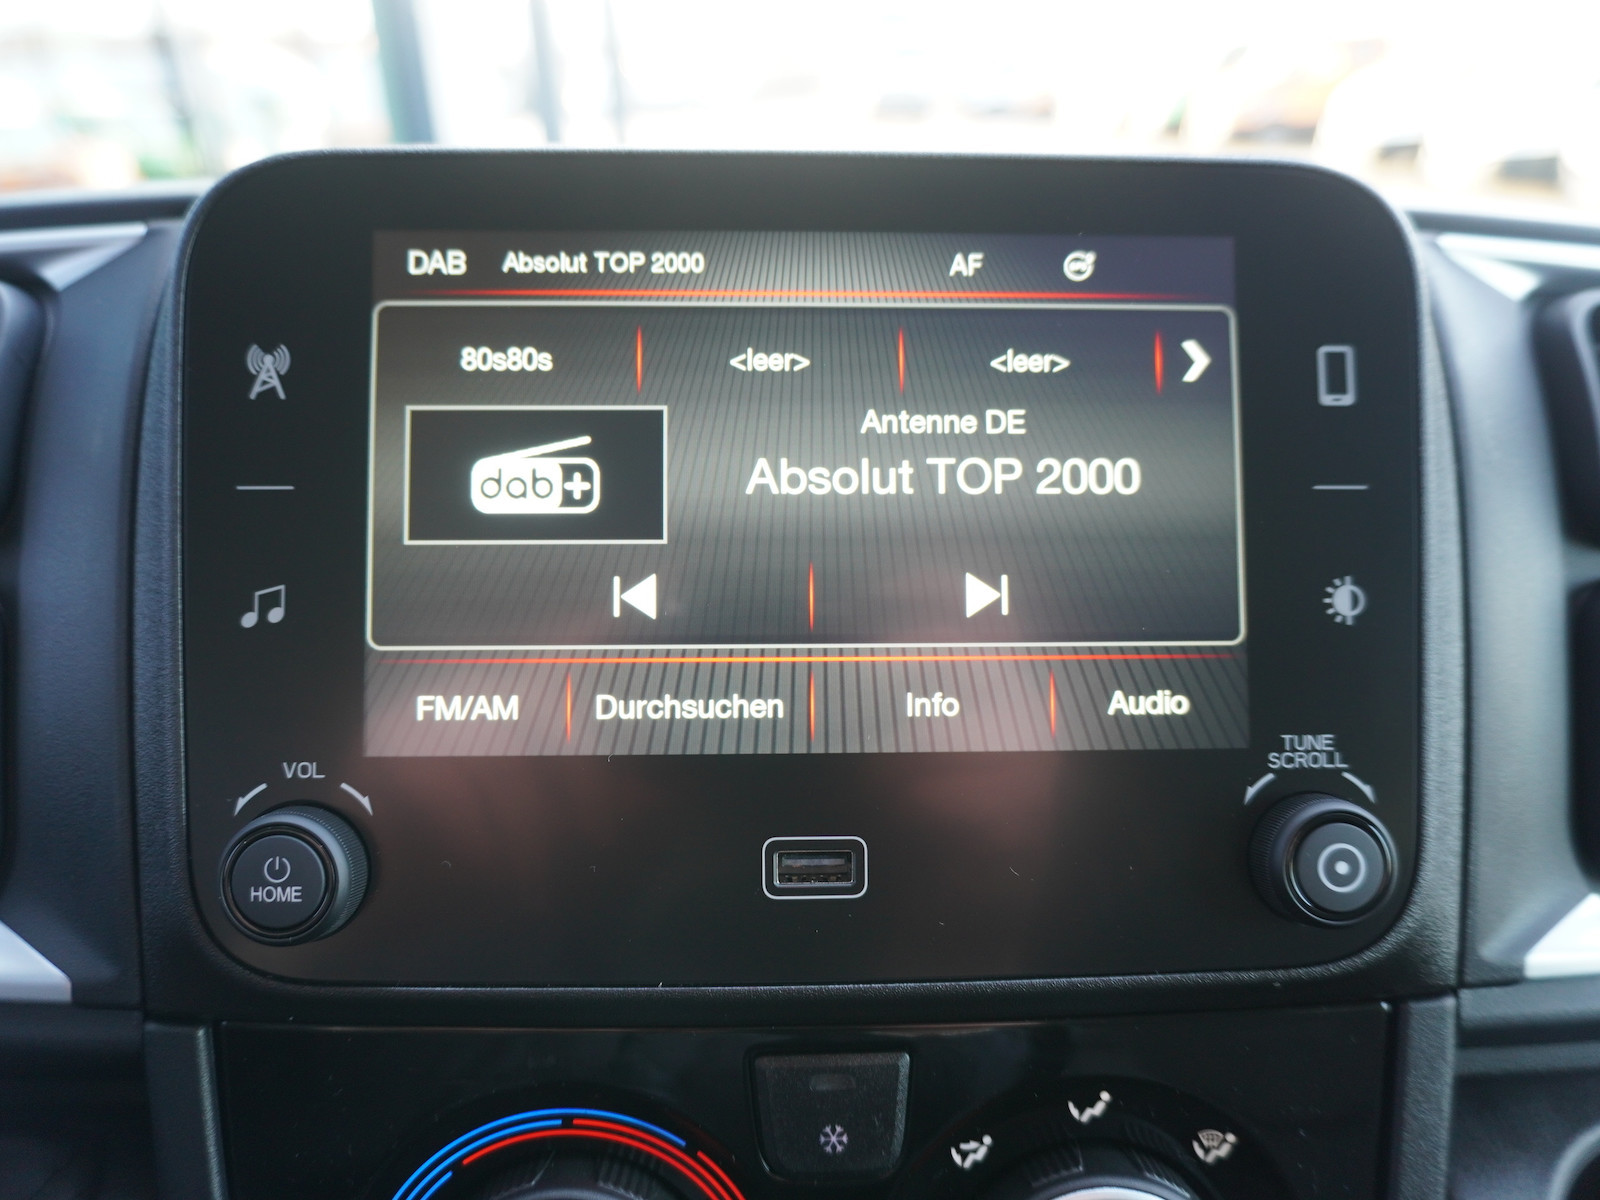 DAB Absolut TOP 2000 AF
80s80s <leer> <leer>
Antenne DE
dab+
Absolut TOP 2000
FM/AM Durchsuchen Info Audio
VOL
TUNE
SCROLL
HOME